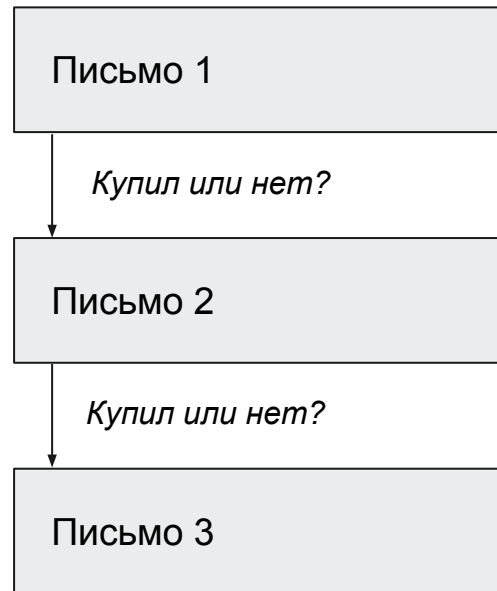 Письмо 1
Купил или нет?
Письмо 2
Купил или нет?
Письмо 3